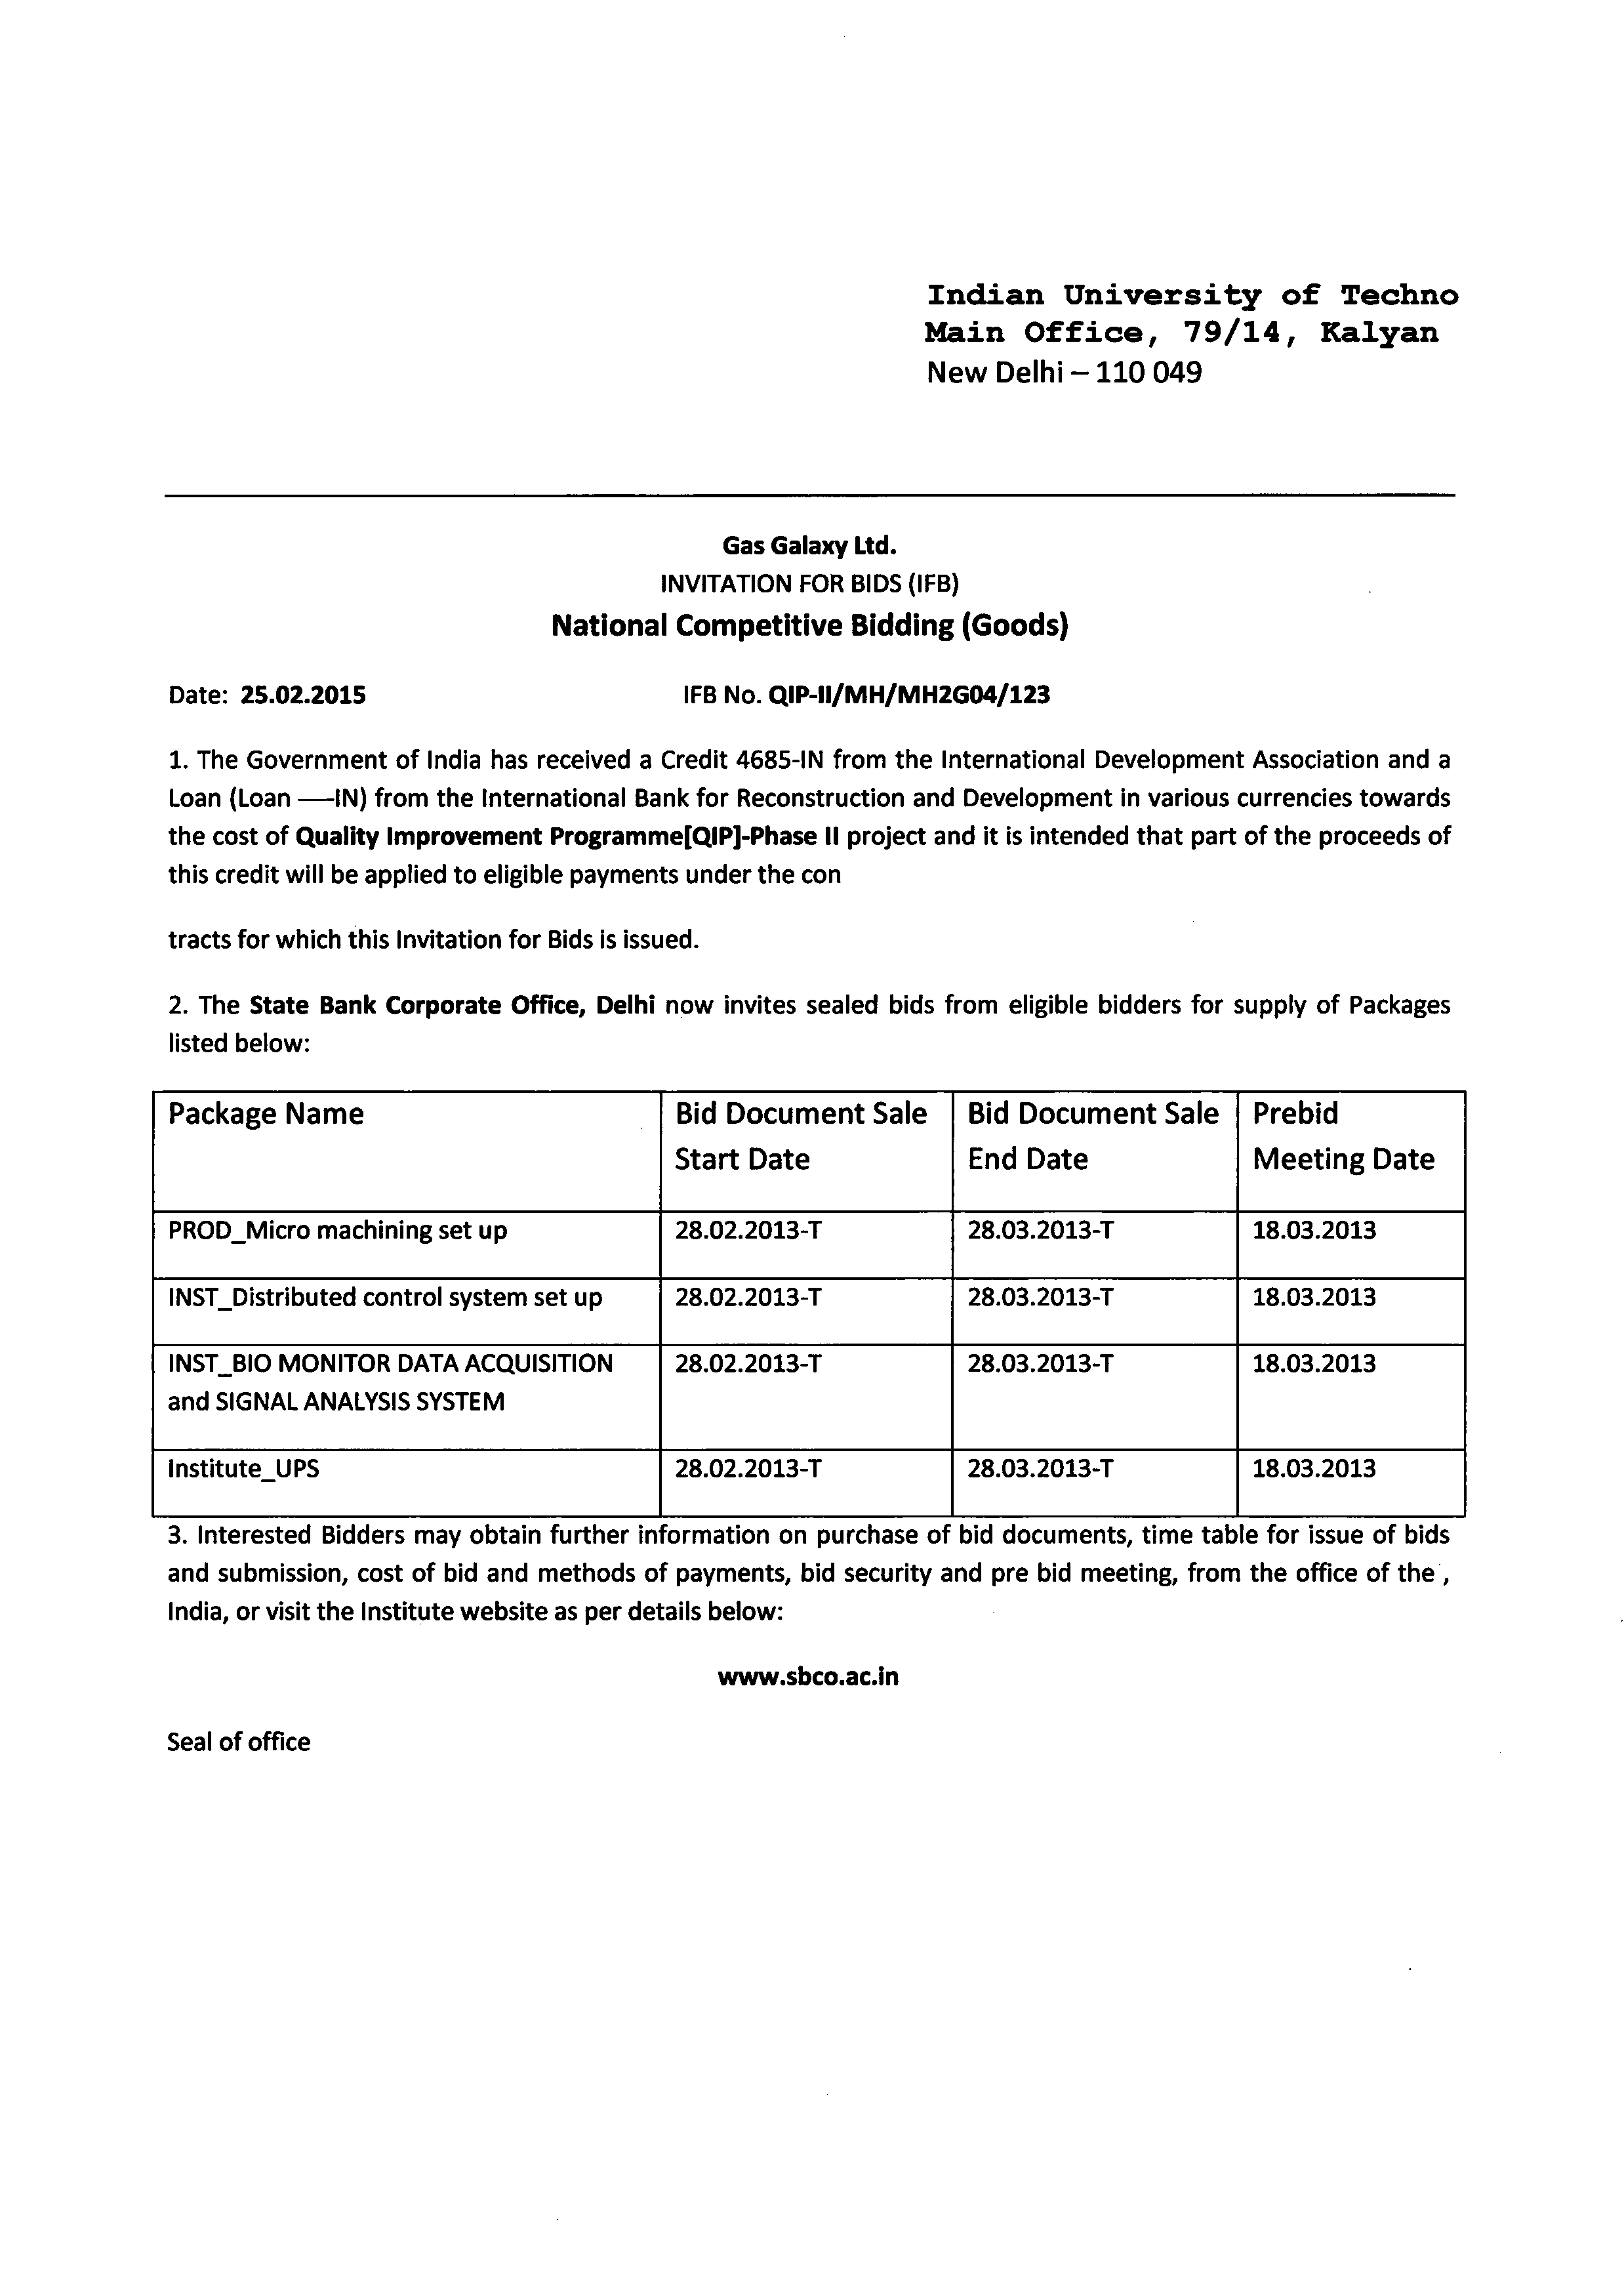 Indian University of Techno
Main Office, 79/14, Kalyan
New Delhi – 110 049
Gas Galaxy Ltd.
INVITATION FOR BIDS (IFB)
National Competitive Bidding (Goods)
Date: 25.02.2015 IFB No. QIP-II/MH/MH2G04/123
1. The Government of India has received a Credit 4685-IN from the International Development Association and a
Loan (Loan —–IN) from the International Bank for Reconstruction and Development in various currencies towards
the cost of Quality Improvement Programme[QIP]-Phase II project and it is intended that part of the proceeds of
this credit will be applied to eligible payments under the con
tracts for which this Invitation for Bids is issued.
2. The State Bank Corporate Office, Delhi now invites sealed bids from eligible bidders for supply of Packages
listed below:
Package Name Bid Document Sale Bid Document Sale Prebid
Start Date End Date Meeting Date
PROD_Micro machining set up 28.02.2013-T 28.03.2013-T 18.03.2013
INST_Distributed control system set up 28.02.2013-T 28.03.2013-T 18.03.2013
INST_BIO MONITOR DATA ACQUISITION 28.02.2013-T 28.03.2013-T 18.03.2013
and SIGNAL ANALYSIS SYSTEM
Institute_UPS 28.02.2013-T 28.03.2013-T 18.03.2013
3. Interested Bidders may obtain further information on purchase of bid documents, time table for issue of bids
and submission, cost of bid and methods of payments, bid security and pre bid meeting, from the office of the ,
India, or visit the Institute website as per details below:
www.sbco.ac.in
Seal of office